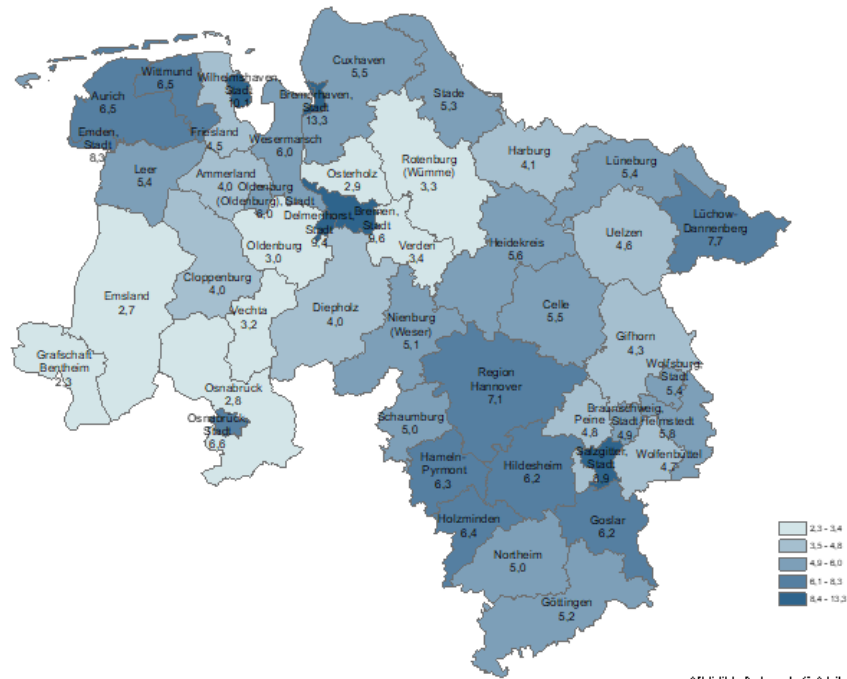 Cuxhaven
5,5
Wittmund
6,5
Wilhelmshaven,
Stadt
10,1
Bremerhaven,
Stadt
13,3
Stade
5,3
Aurich
6,5
Emden,
Stadt
8,3
Friesland
4,5
Wesermarsch
6,0
Rotenburg
(Wümme)
3,3
Harburg
4,1
Lüneburg
5,4
Leer
5,4
Ammerland
4,0
Osterholz
2,9
Oldenburg
(Oldenburg), Stadt
6,0
Delmenhorst,
Stadt
9,4
Bremen,
Stadt
9,6
Lüchow-
Dannenberg
7,7
Uelzen
4,6
Heidekreis
5,6
Verden
3,4
Oldenburg
3,0
Cloppenburg
4,0
Emsland
2,7
Vechta
3,2
Diepholz
4,0
Nienburg
(Weser)
5,1
Celle
5,5
Gifhorn
4,3
Grafschaft
Bentheim
2,3
Region
Hannover
7,1
Wolfsburg,
Stadt
5,4
Osnabrück
2,8
Osnabrück,
Stadt
6,6
Schaumburg
5,0
Peine
4,8
Braunschweig,
Stadt
4,9
Helmstedt
5,8
Hameln-
Pyrmont
6,3
Hildesheim
6,2
Salzgitter,
Stadt
8,9
Wolfenbüttel
4,7
Holzminden
6,4
Goslar
6,2
Northeim
5,0
Göttingen
5,2
2,3 - 3,4
3,5 - 4,8
4,9 - 6,0
6,1 - 8,3
8,4 - 13,3